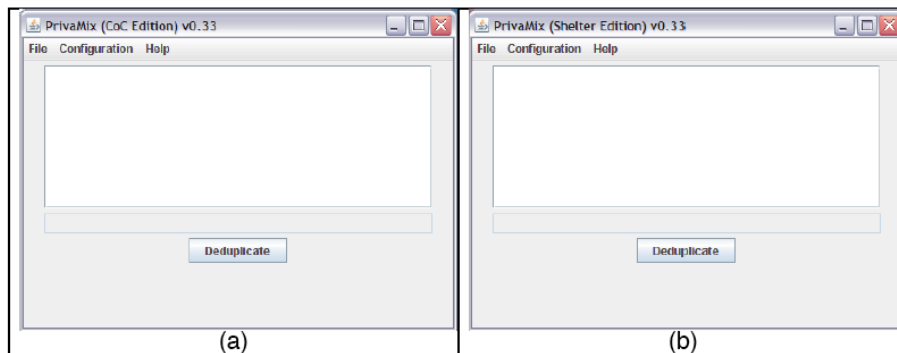 PrivaMix (CoC Edition) v0.33
File Configuration Help
Deduplicate
(a)
PrivaMix (Shelter Edition) v0.33
File Configuration Help
Deduplicate
(b)